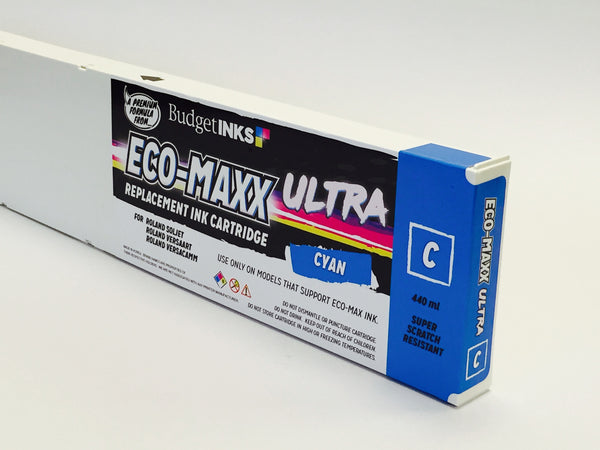 A PREMIUM
FORMULA
FROM...
BudgetINKS
ECO-MAXX ULTRA
REPLACEMENT INK CARTRIDGE
FOR ROLAND SOLJET
ROLAND VERSAART
ROLAND VERSACAMM
CYAN
USE ONLY ON MODELS THAT SUPPORT ECO-MAX INK.
DO NOT DISMANTLE OR PUNCTURE CARTRIDGE
DO NOT DRINK. KEEP OUT OF REACH OF CHILDREN
DO NOT STORE CARTRIDGE IN HIGH OR FREEZING TEMPERATURES
C
440 ml
SUPER
SCRATCH
RESISTANT
ECO-MAXX ULTRA
C